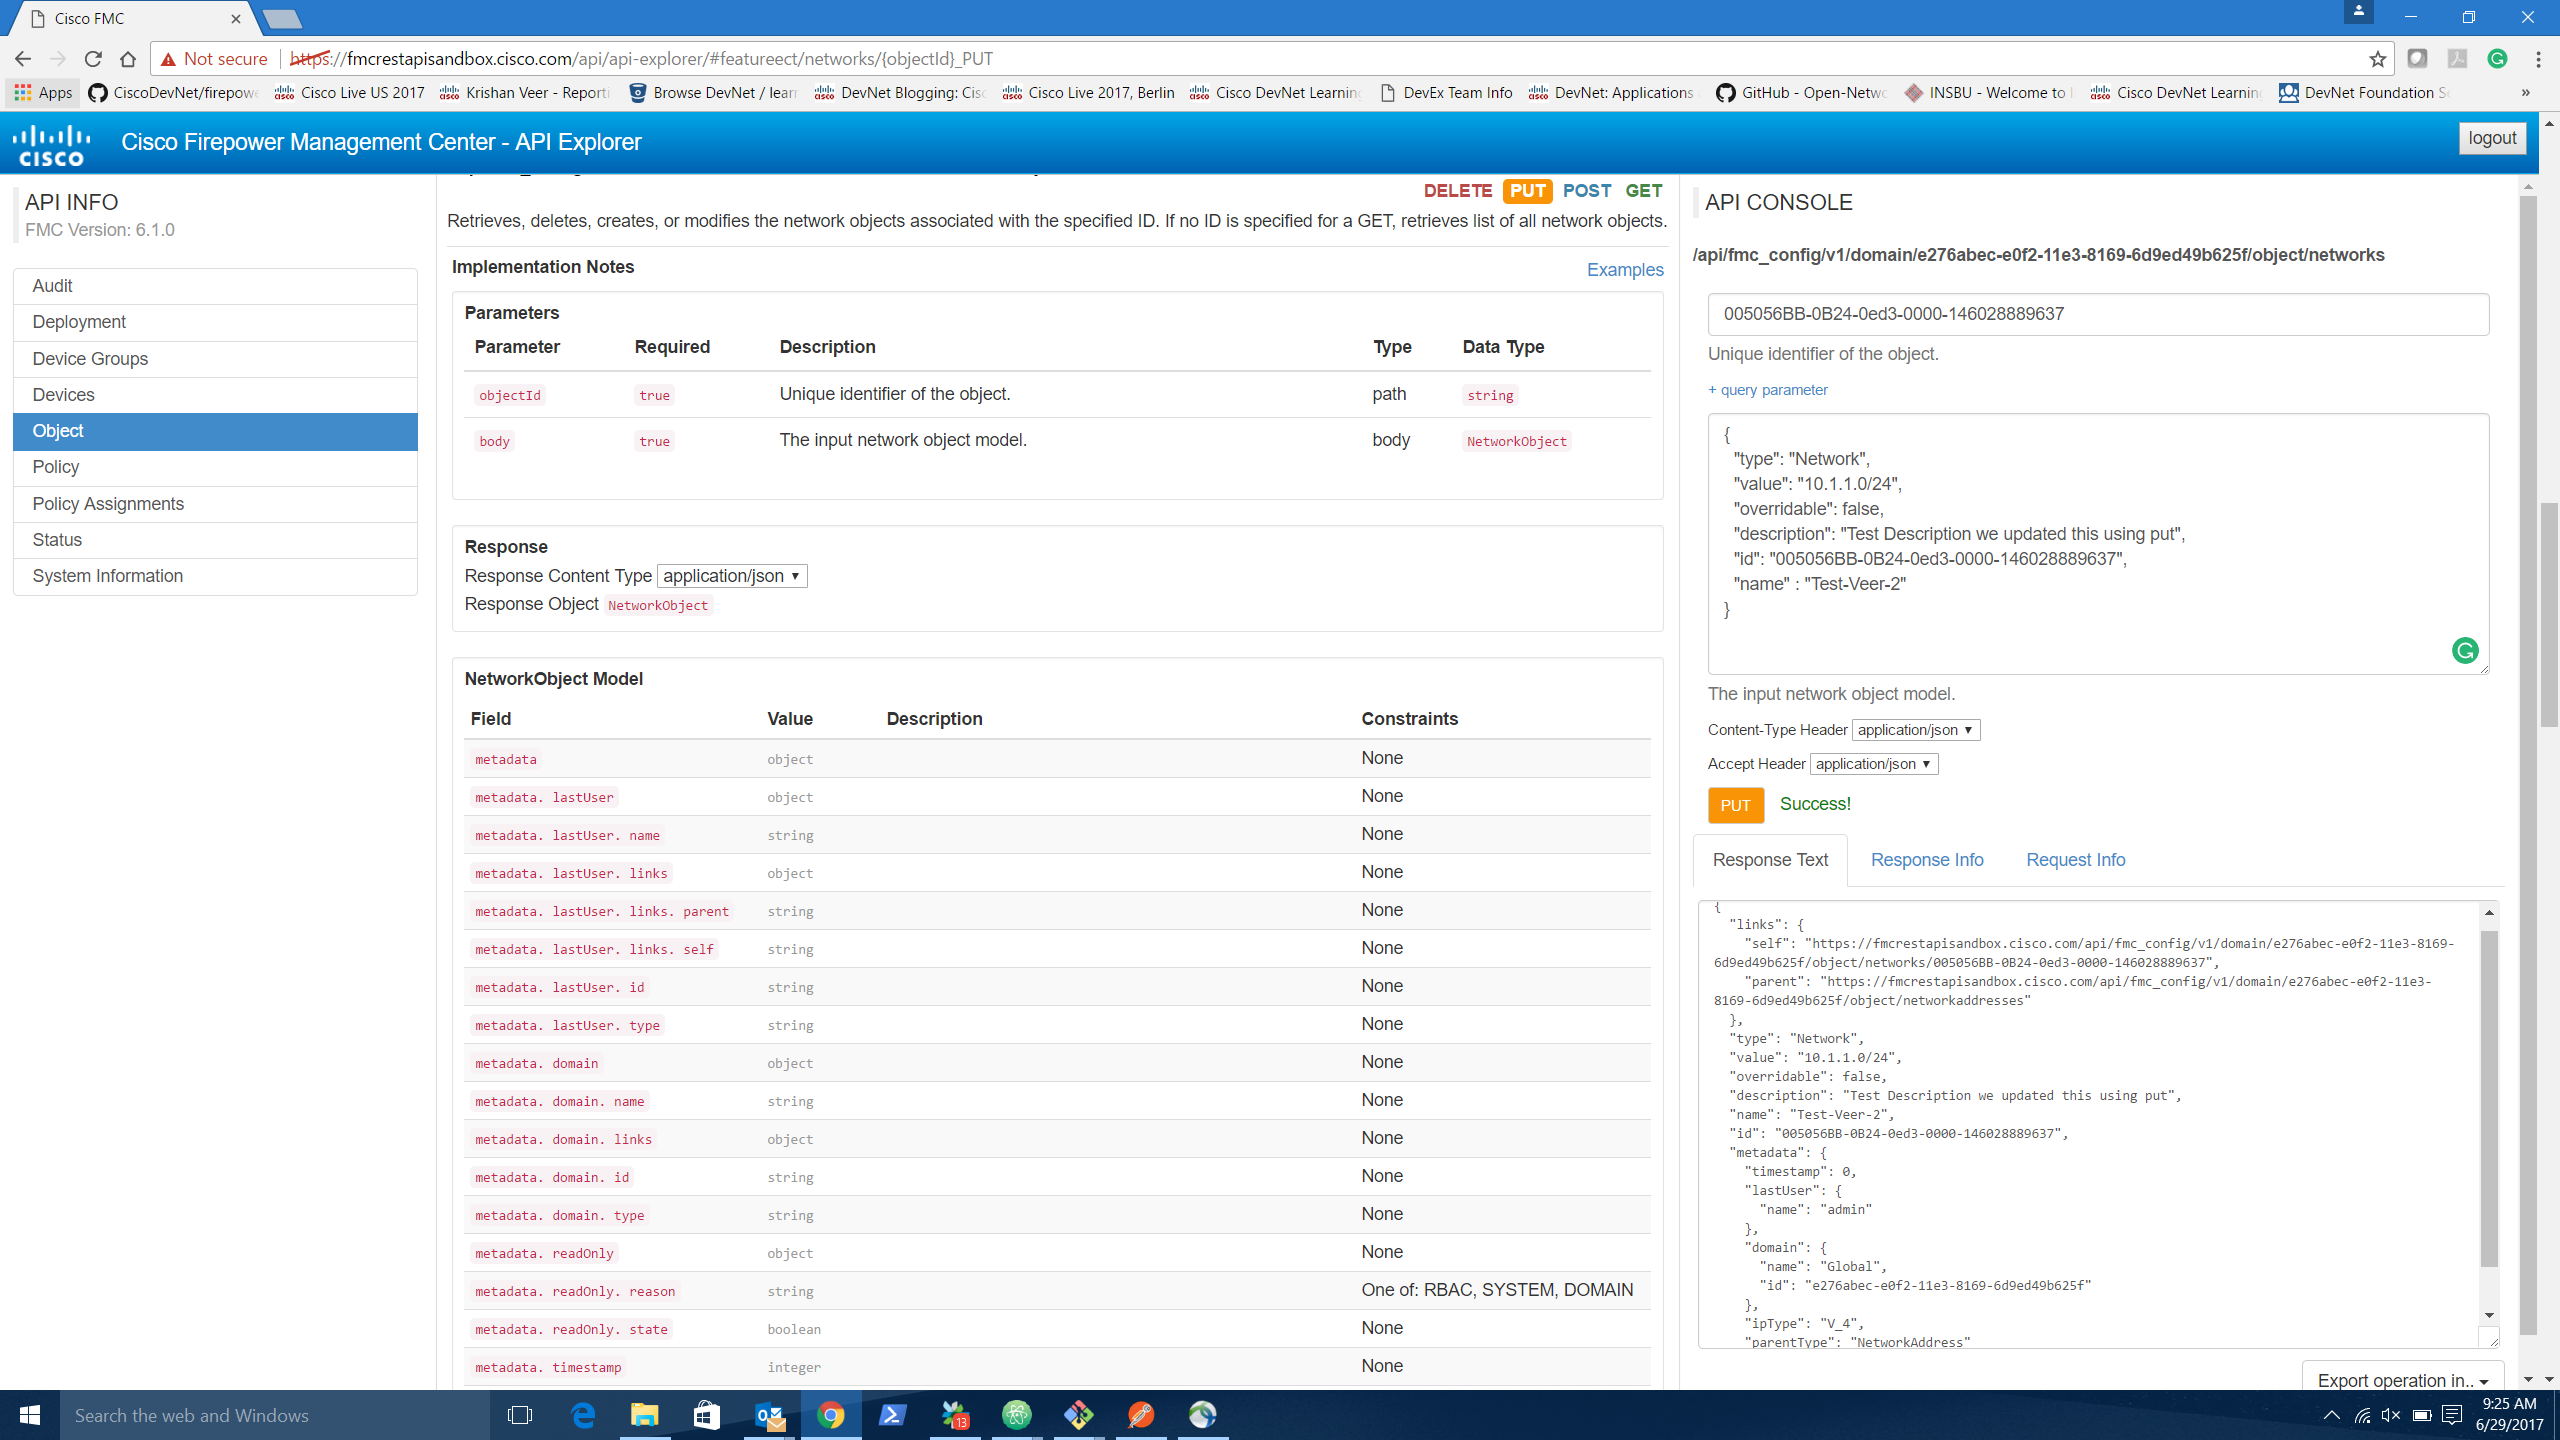 Cisco FMC
Not secure https://fmcrestapisandbox.cisco.com/api/api-explorer/#featureect/networks/{objectId}_PUT
Apps CiscoDevNet/firepow Cisco Live US 2017 Krishan Veer - Reporti Browse DevNet / learn DevNet Blogging: Cisc Cisco Live 2017, Berlin Cisco DevNet Learning DevEx Team Info DevNet: Applications GitHub - Open-Netwo INSBU - Welcome to Cisco DevNet Learning DevNet Foundation S »
CISCO Cisco Firepower Management Center - API Explorer logout
API INFO
FMC Version: 6.1.0
Audit
Deployment
Device Groups
Devices
Object
Policy
Policy Assignments
Status
System Information
DELETE PUT POST GET
Retrieves, deletes, creates, or modifies the network objects associated with the specified ID. If no ID is specified for a GET, retrieves list of all network objects.
Implementation Notes Examples
Parameters
Parameter Required Description Type Data Type
objectId true Unique identifier of the object. path string
body true The input network object model. body NetworkObject
Response
Response Content Type application/json
Response Object NetworkObject
NetworkObject Model
Field Value Description Constraints
metadata object None
metadata. lastUser object None
metadata. lastUser. name string None
metadata. lastUser. links object None
metadata. lastUser. links. parent string None
metadata. lastUser. links. self string None
metadata. lastUser. id string None
metadata. lastUser. type string None
metadata. domain object None
metadata. domain. name string None
metadata. domain. links object None
metadata. domain. id string None
metadata. domain. type string None
metadata. readOnly object None
metadata. readOnly. reason string One of: RBAC, SYSTEM, DOMAIN
metadata. readOnly. state boolean None
metadata. timestamp integer None
API CONSOLE
/api/fmc_config/v1/domain/e276abec-e0f2-11e3-8169-6d9ed49b625f/object/networks
005056BB-0B24-0ed3-0000-146028889637
Unique identifier of the object.
+ query parameter
{
"type": "Network",
"value": "10.1.1.0/24",
"overridable": false,
"description": "Test Description we updated this using put",
"id": "005056BB-0B24-0ed3-0000-146028889637",
"name" : "Test-Veer-2"
}
The input network object model.
Content-Type Header application/json
Accept Header application/json
PUT Success!
Response Text Response Info Request Info
{
"links": {
"self": "https://fmcrestapisandbox.cisco.com/api/fmc_config/v1/domain/e276abec-e0f2-11e3-8169-
6d9ed49b625f/object/networks/005056BB-0B24-0ed3-0000-146028889637",
"parent": "https://fmcrestapisandbox.cisco.com/api/fmc_config/v1/domain/e276abec-e0f2-11e3-
8169-6d9ed49b625f/object/networkaddresses"
},
"type": "Network",
"value": "10.1.1.0/24",
"overridable": false,
"description": "Test Description we updated this using put",
"name": "Test-Veer-2",
"id": "005056BB-0B24-0ed3-0000-146028889637",
"metadata": {
"timestamp": 0,
"lastUser": {
"name": "admin"
},
"domain": {
"name": "Global",
"id": "e276abec-e0f2-11e3-8169-6d9ed49b625f"
},
"ipType": "V_4",
"parentType": "NetworkAddress"
Export operation in..
Search the web and Windows
13
9:25 AM
6/29/2017